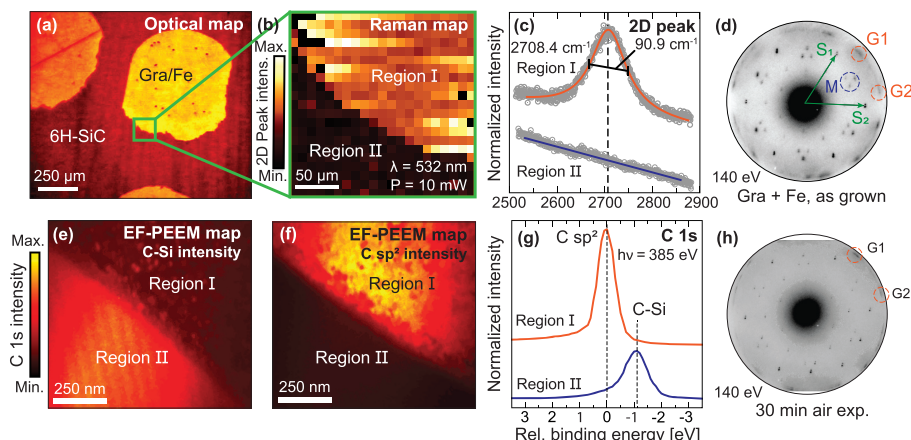 (a) Optical map
Gra/Fe
6H-SiC
250 μm
(b) Raman map
Max.
2D Peak intens.
Min.
Region I
Region II
λ = 532 nm
P = 10 mW
50 μm
(c) 2D peak
2708.4 cm⁻¹
90.9 cm⁻¹
Region I
Region II
Normalized intensity
2500 2600 2700 2800 2900
(d)
G1
S₁
M
G2
S₂
140 eV
Gra + Fe, as grown
(e) EF-PEEM map
C-Si intensity
Max.
C 1s intensity
Min.
Region I
Region II
250 nm
(f) EF-PEEM map
C sp² intensity
Region I
Region II
250 nm
(g) C sp² C 1s
hν = 385 eV
C-Si
Region I
Region II
Normalized intensity
3 2 1 0 -1 -2 -3
Rel. binding energy [eV]
(h)
G1
G2
140 eV
30 min air exp.